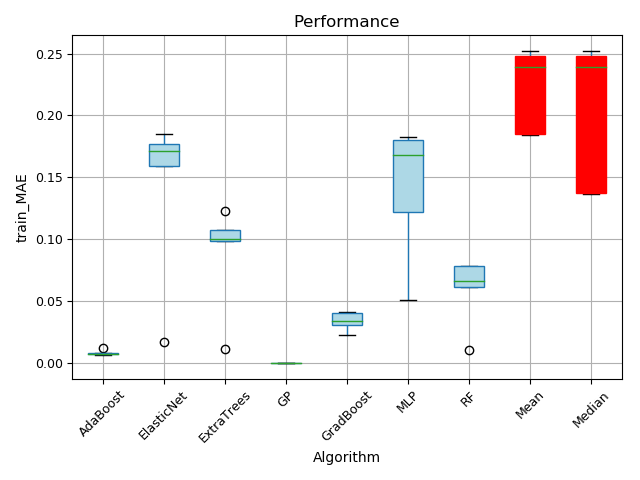 Performance
0.25
0.20
0.15
0.10
0.05
0.00
train_MAE
AdaBoost
ElasticNet
ExtraTrees
GP
GradBoost
MLP
RF
Mean
Median
Algorithm